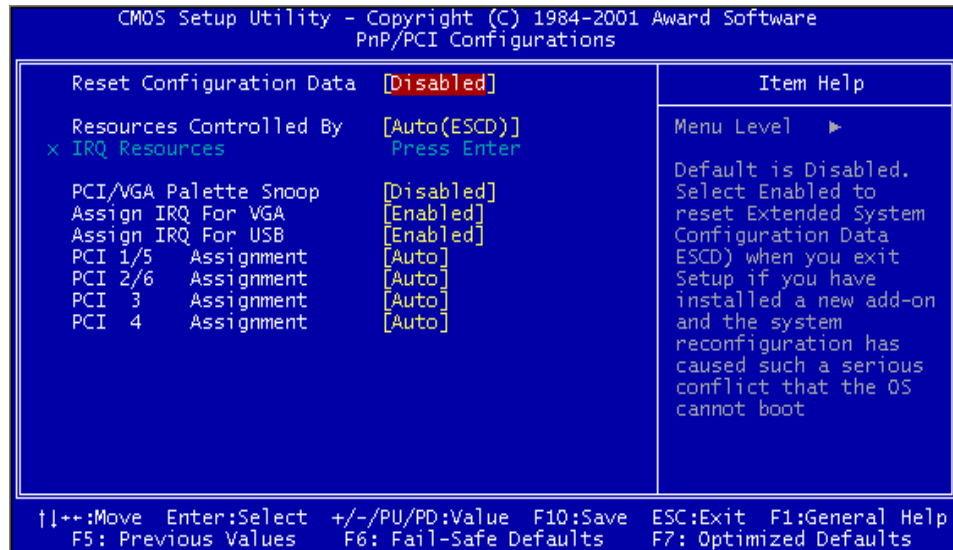 CMOS Setup Utility – Copyright (C) 1984-2001 Award Software
PnP/PCI Configurations
Reset Configuration Data [Disabled]
Resources Controlled By [Auto(ESCD)]
x IRQ Resources Press Enter
PCI/VGA Palette Snoop [Disabled]
Assign IRQ For VGA [Enabled]
Assign IRQ For USB [Enabled]
PCI 1/5 Assignment [Auto]
PCI 2/6 Assignment [Auto]
PCI 3 Assignment [Auto]
PCI 4 Assignment [Auto]
Item Help
Menu Level ►
Default is Disabled.
Select Enabled to
reset Extended System
Configuration Data
ESCD) when you exit
Setup if you have
installed a new add-on
and the system
reconfiguration has
caused such a serious
conflict that the OS
cannot boot
↑↓←→:Move Enter:Select +/-/PU/PD:Value F10:Save ESC:Exit F1:General Help
F5: Previous Values F6: Fail-Safe Defaults F7: Optimized Defaults